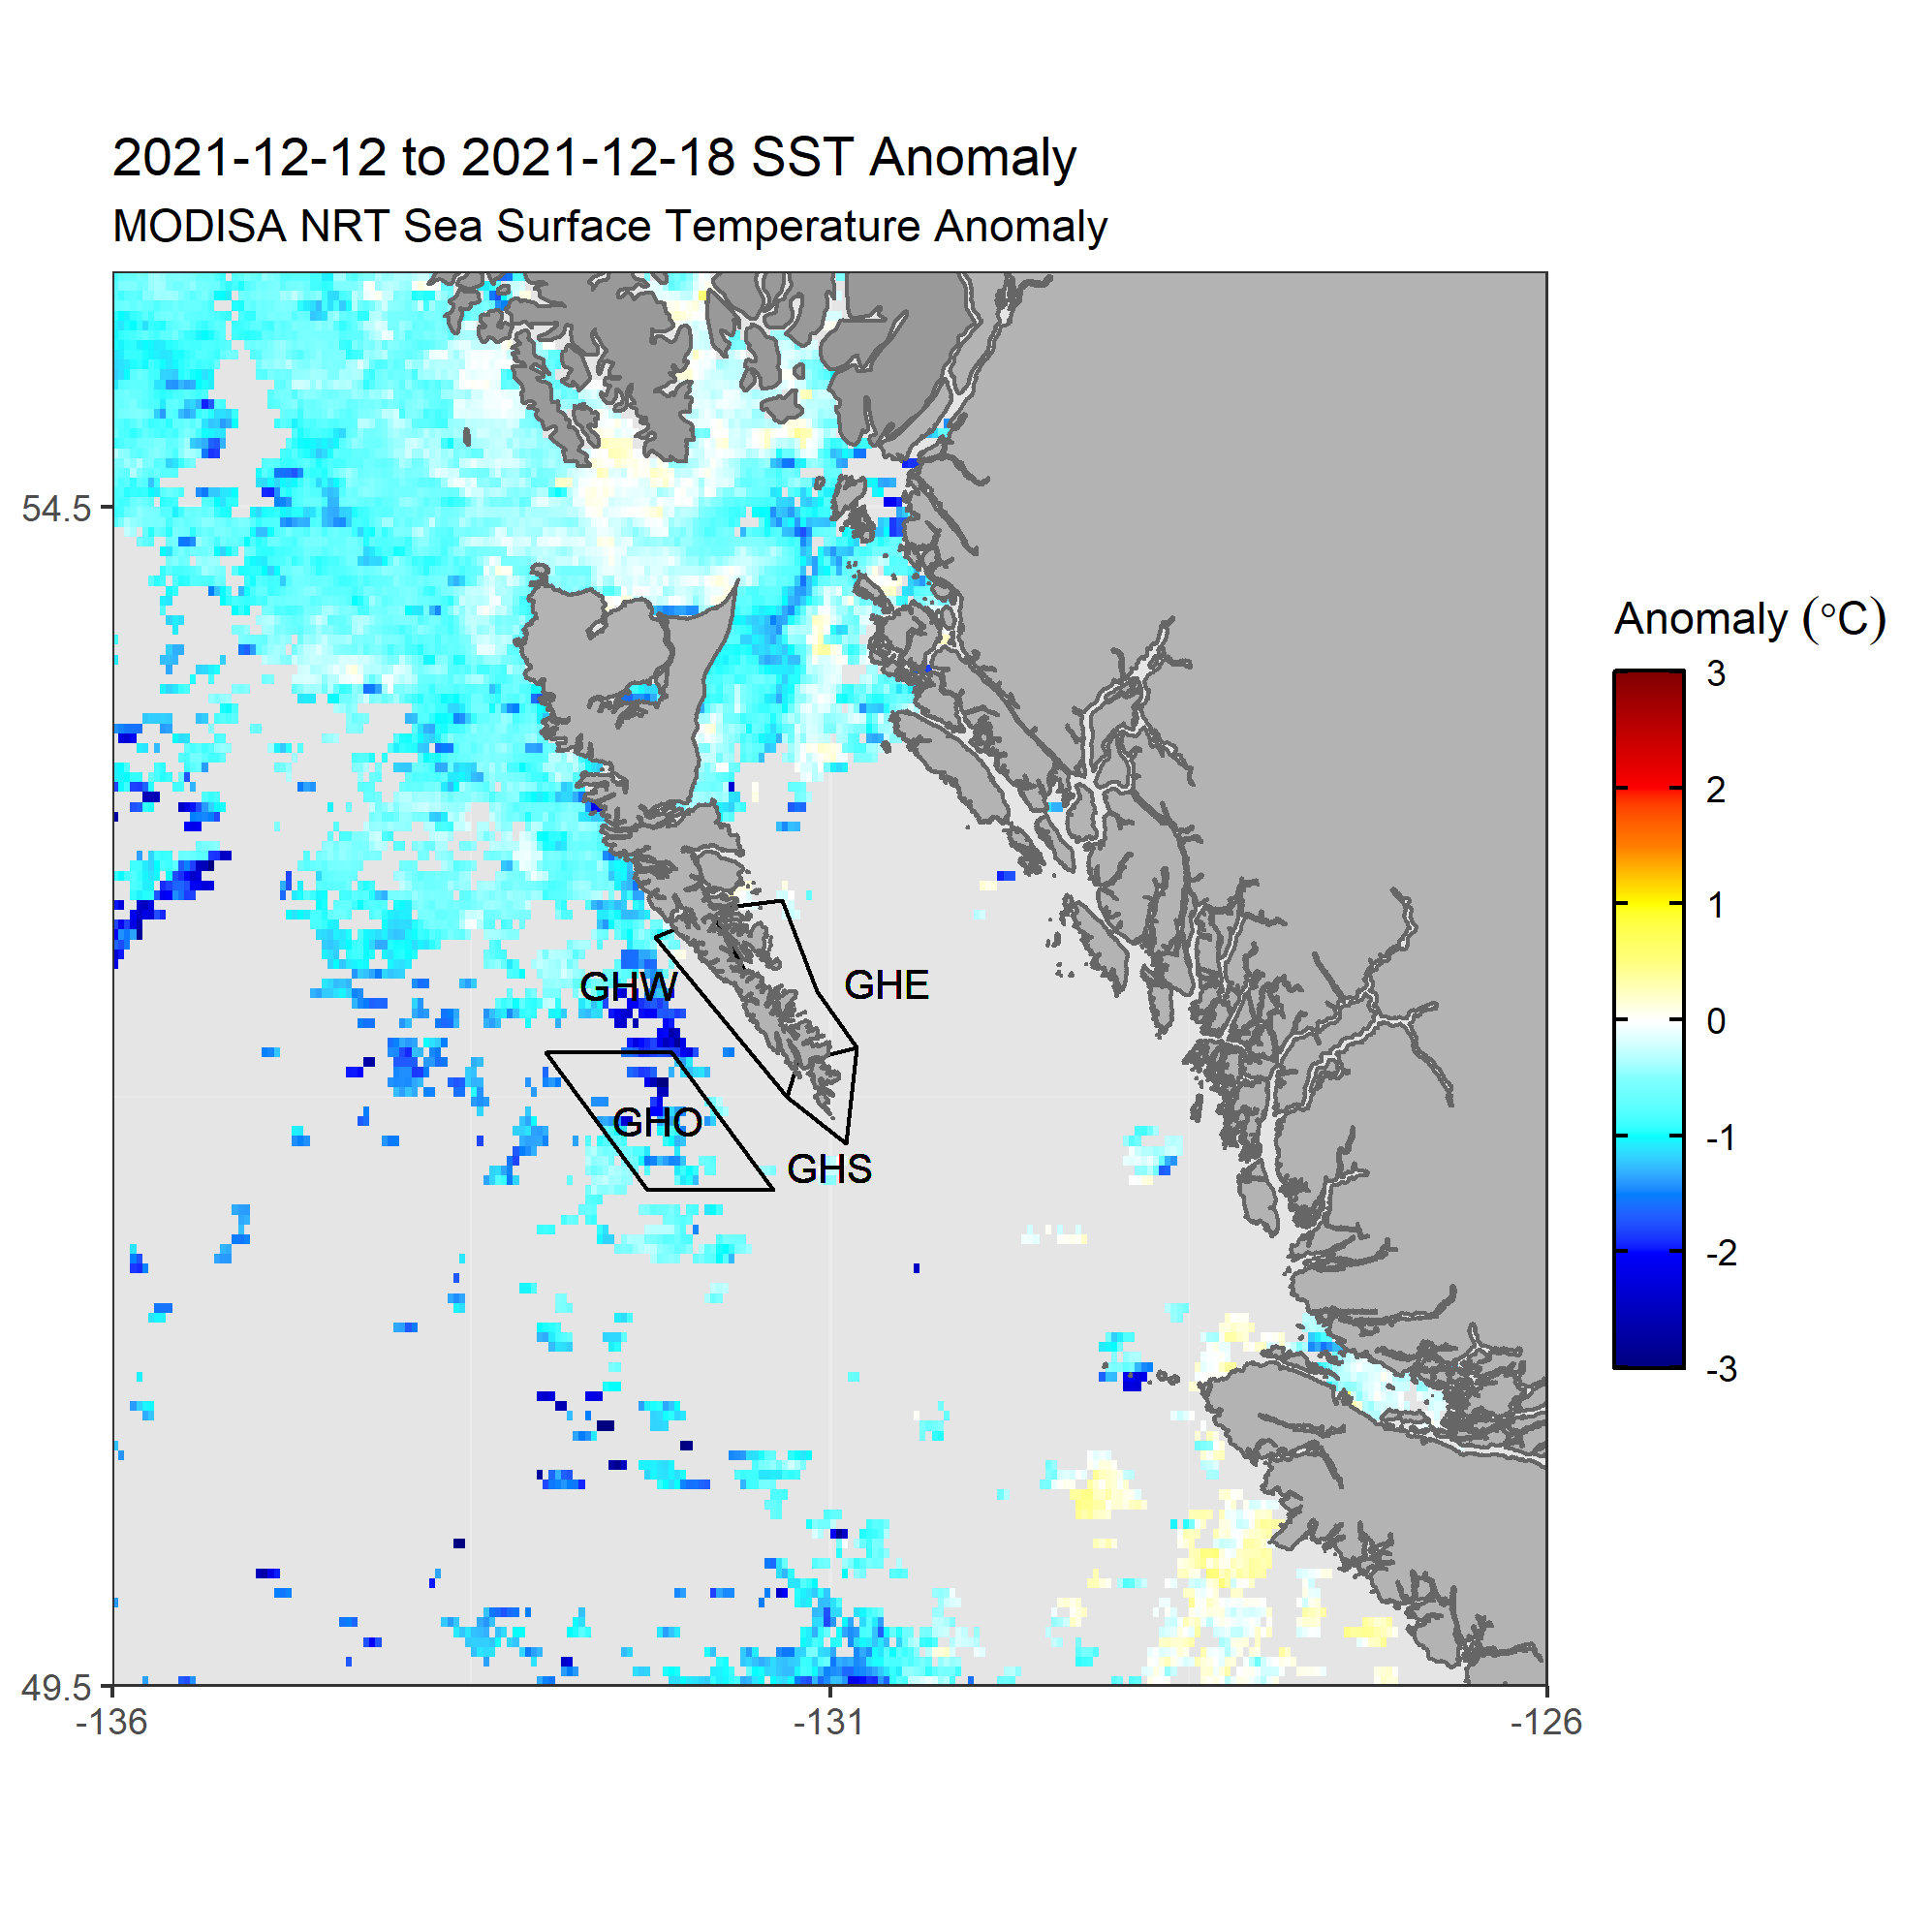 2021-12-12 to 2021-12-18 SST Anomaly
MODISA NRT Sea Surface Temperature Anomaly
54.5
49.5
-136
-131
-126
GHW
GHE
GHO
GHS
Anomaly (°C)
3
2
1
0
-1
-2
-3